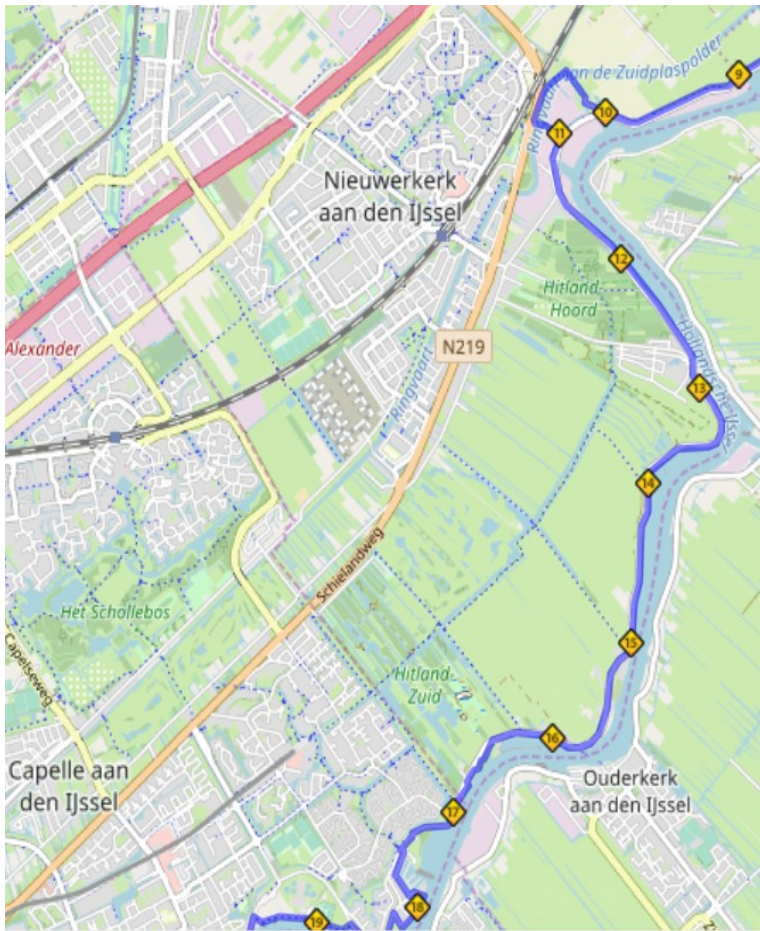 9
Ringvaart van de Zuidplaspolder
10
11
Nieuwerkerk
aan den IJssel
12
Hitland
Hoord
Alexander
N219
Ringvaart
Hollandsche IJssel
13
14
Schielandweg
Het Schollebos
15
Capelseweg
Hitland
Zuid
16
Capelle aan
den IJssel
Ouderkerk
aan den IJssel
17
18
19